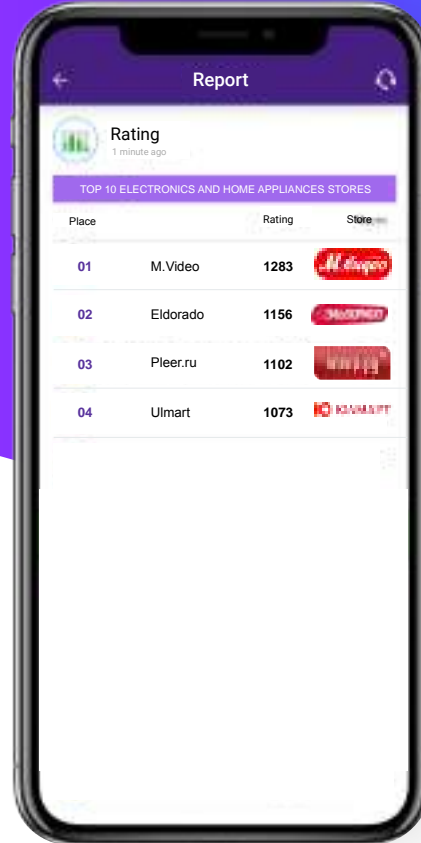 Report
Rating
1 minute ago
TOP 10 ELECTRONICS AND HOME APPLIANCES STORES
Place Rating Store
01 M.Video 1283
02 Eldorado 1156
03 Pleer.ru 1102
04 Ulmart 1073